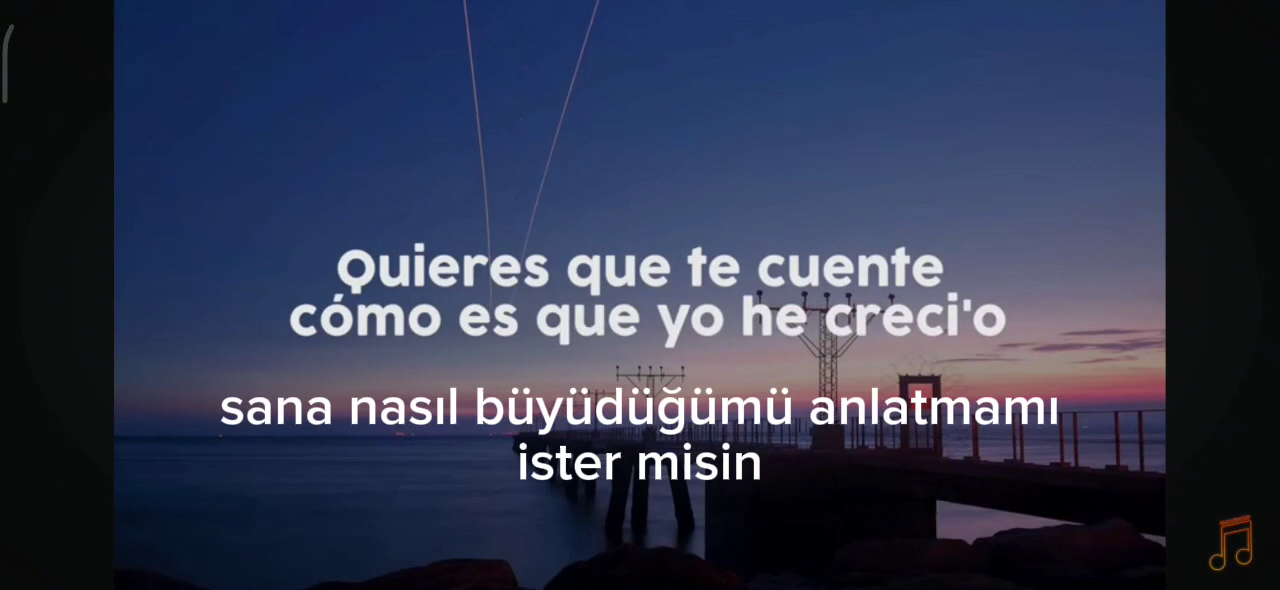 Quieres que te cuente
cómo es que yo he creci'o
sana nasıl büyüdüğümü anlatmamı
ister misin